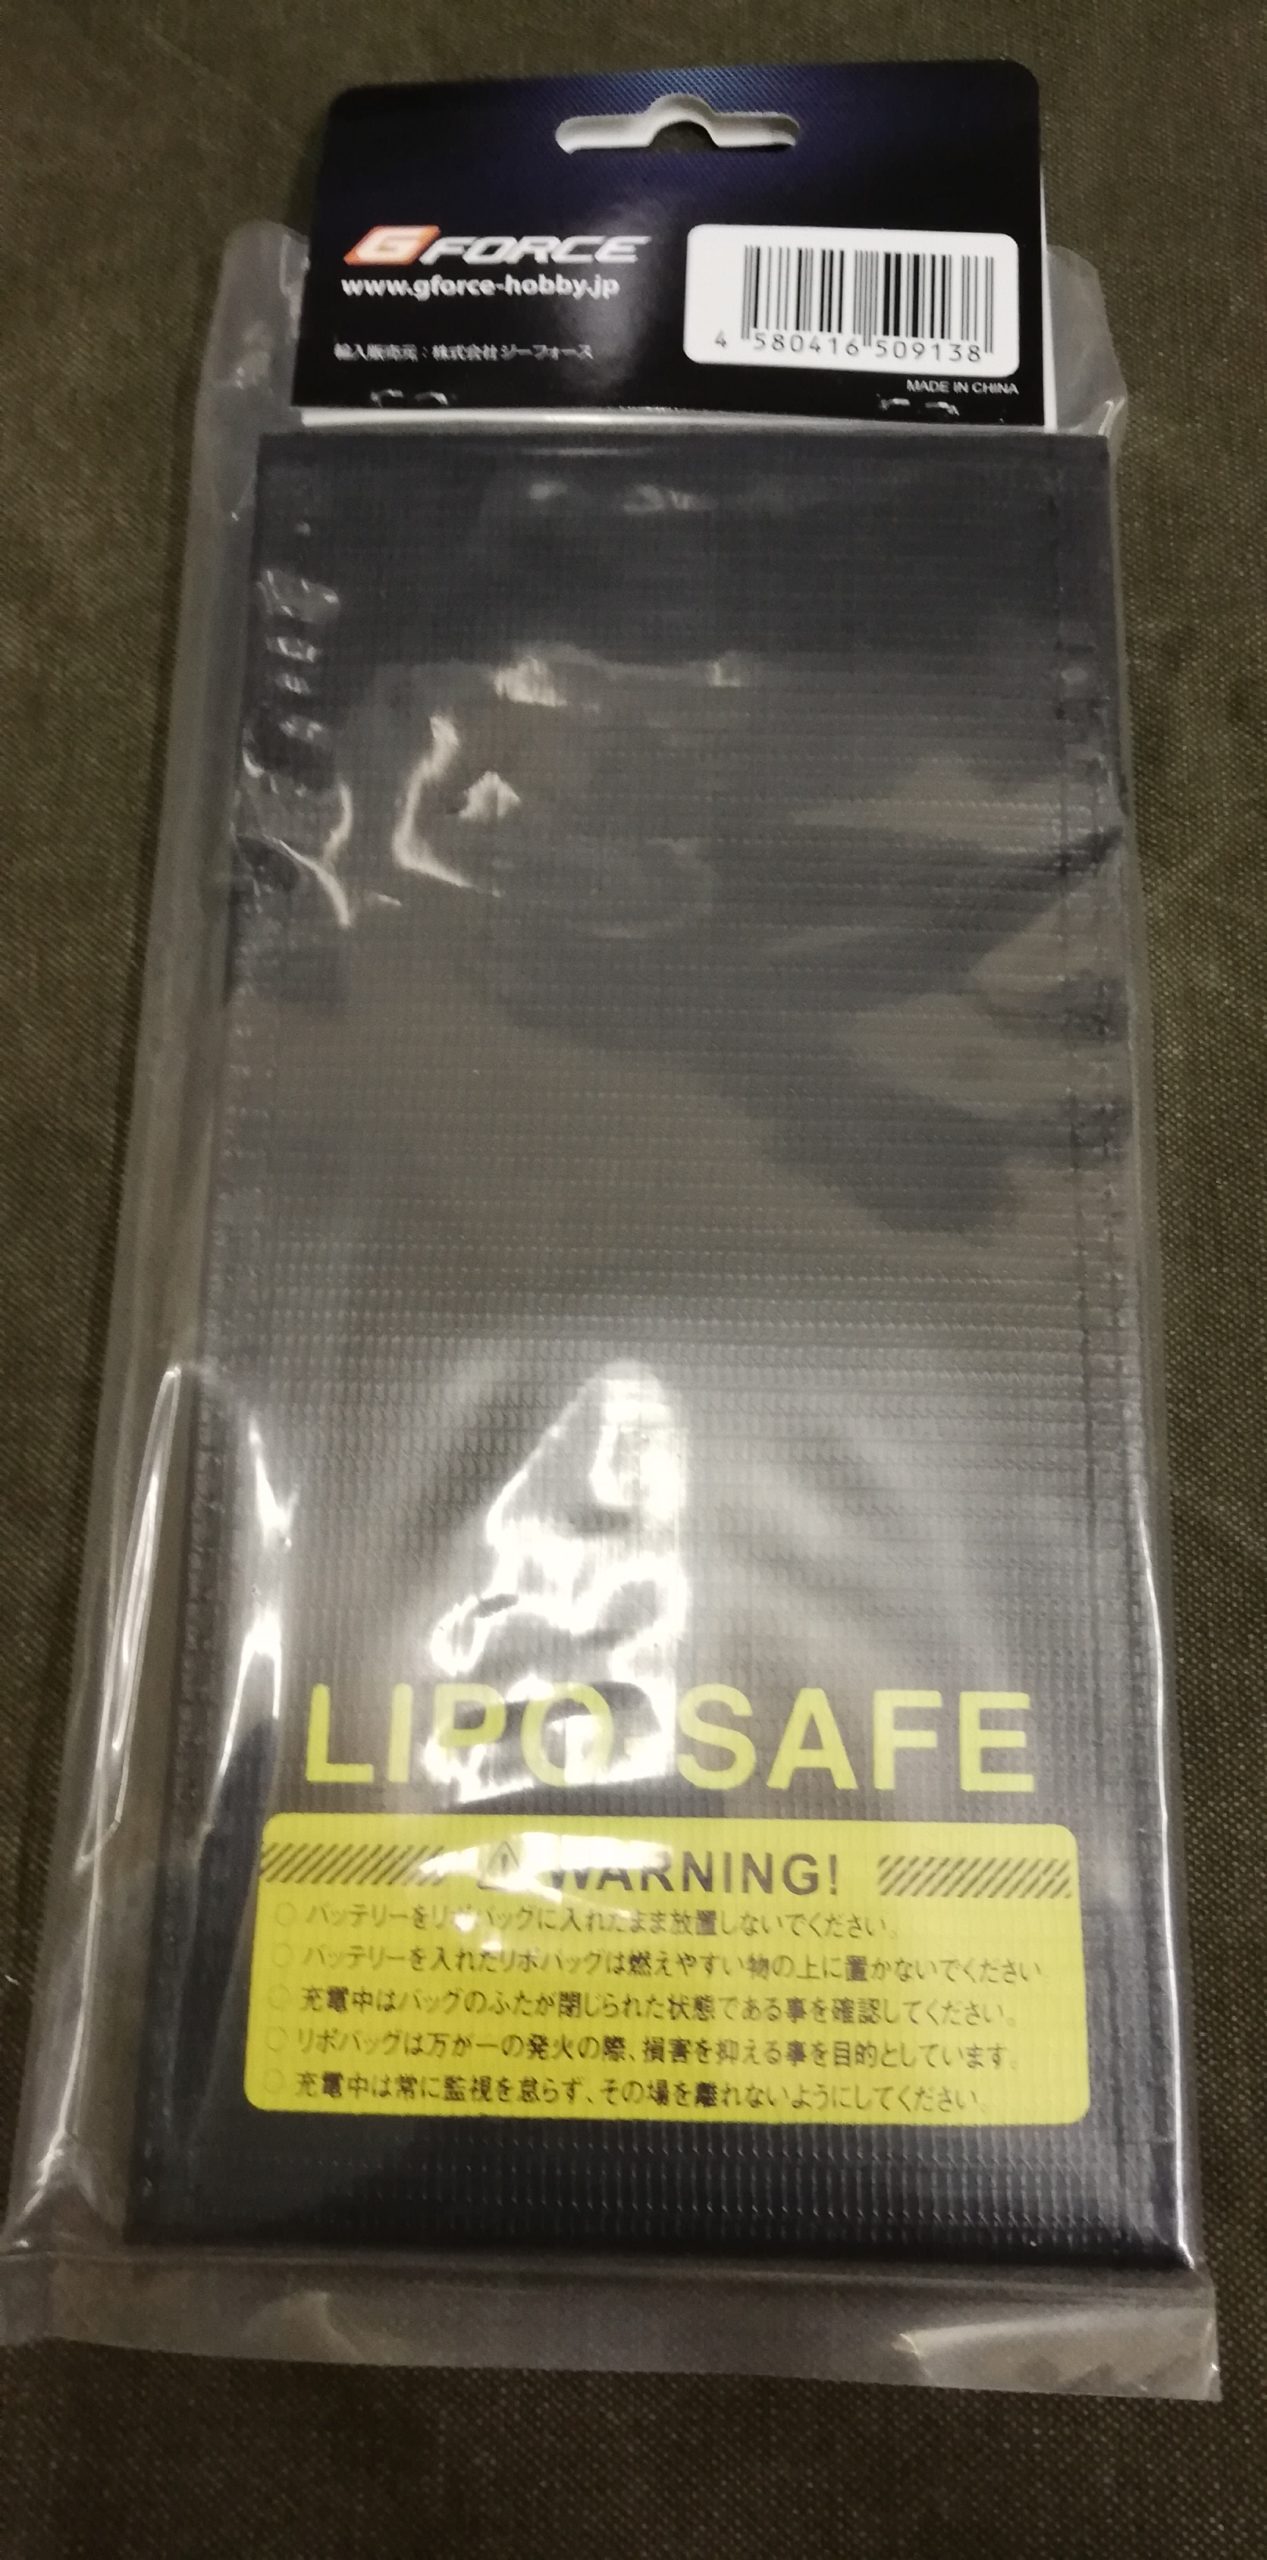 G FORCE
www.gforce-hobby.jp
輸入販売元：株式会社ジーフォース
4 580416 509138
MADE IN CHINA
LIPO SAFE
WARNING!
○ バッテリーをリポバッグに入れたまま放置しないでください。
○ バッテリーを入れたリポバッグは燃えやすい物の上に置かないでください
○ 充電中はバッグのふたが閉じられた状態である事を確認してください。
○ リポバッグは万が一の発火の際、損害を抑える事を目的としています。
○ 充電中は常に監視を怠らず、その場を離れないようにしてください。